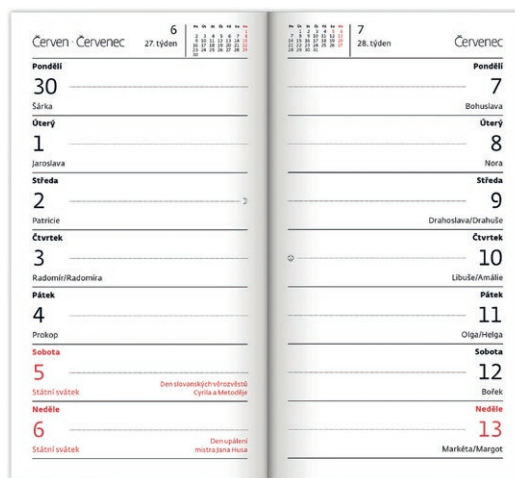 Červen · Červenec
6
27. týden
Pondělí
30
Šárka
Úterý
1
Jaroslava
Středa
2
Patricie
Čtvrtek
3
Radomír/Radomíra
Pátek
4
Prokop
Sobota
5
Státní svátek
Den slovanských věrozvěstů
Cyrila a Metoděje
Neděle
6
Státní svátek
Den upálení
mistra Jana Husa
7
28. týden
Červenec
Pondělí
7
Bohuslava
Úterý
8
Nora
Středa
9
Drahoslava/Drahuše
Čtvrtek
10
Libuše/Amálie
Pátek
11
Olga/Helga
Sobota
12
Bořek
Neděle
13
Markéta/Margot